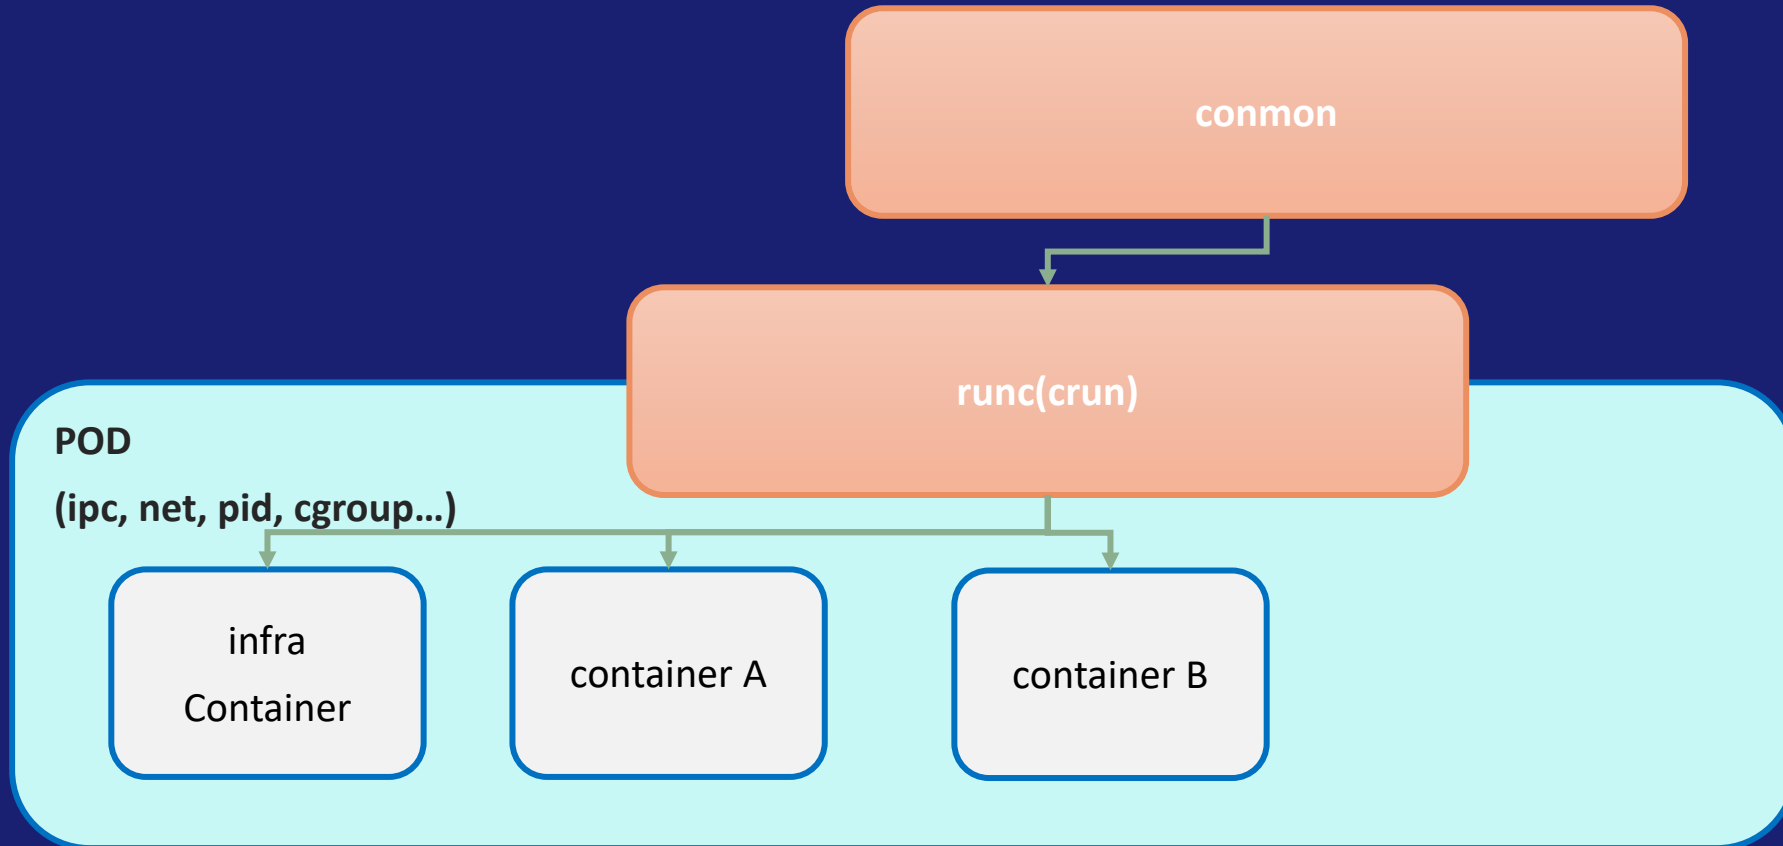 conmon
runc(crun)
POD
(ipc, net, pid, cgroup…)
infra
Container
container A
container B